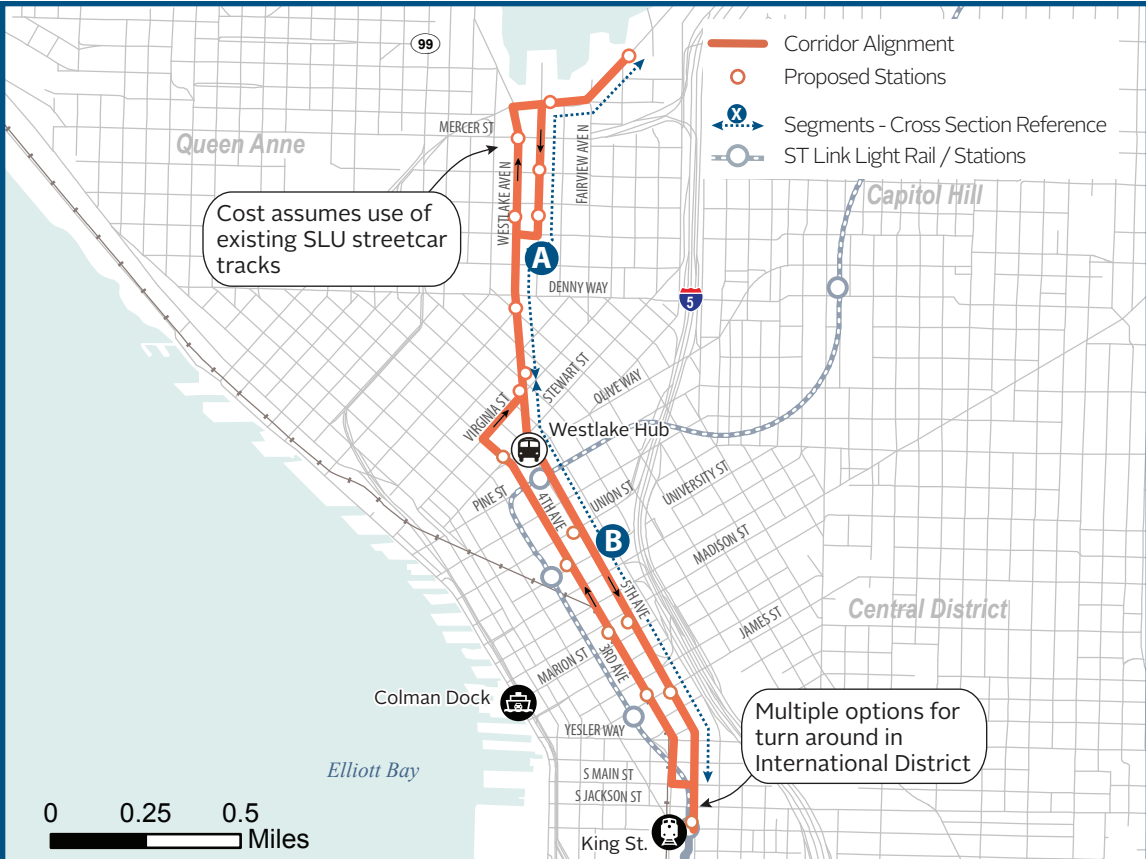 99
Corridor Alignment
Proposed Stations
X
Segments - Cross Section Reference
ST Link Light Rail / Stations
MERCER ST
Queen Anne
FAIRVIEW AVE N
WESTLAKE AVE N
Capitol Hill
Cost assumes use of
existing SLU streetcar
tracks
A
DENNY WAY
5
STEWART ST
OLIVE WAY
VIRGINIA ST
Westlake Hub
PINE ST
4TH AVE
UNION ST
UNIVERSITY ST
B
MADISON ST
5TH AVE
Central District
JAMES ST
MARION ST
3RD AVE
Colman Dock
YESLER WAY
Multiple options for
turn around in
International District
Elliott Bay
S MAIN ST
S JACKSON ST
0 0.25 0.5
Miles
King St.